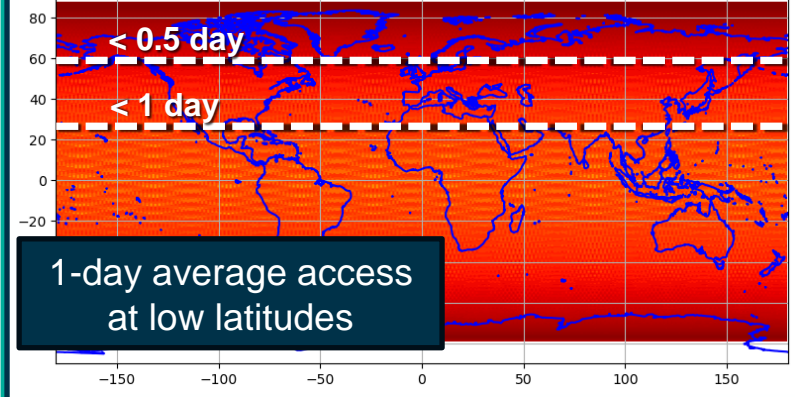 80
< 0.5 day
60
40
< 1 day
20
0
−20
1-day average access
at low latitudes
−150 −100 −50 0 50 100 150